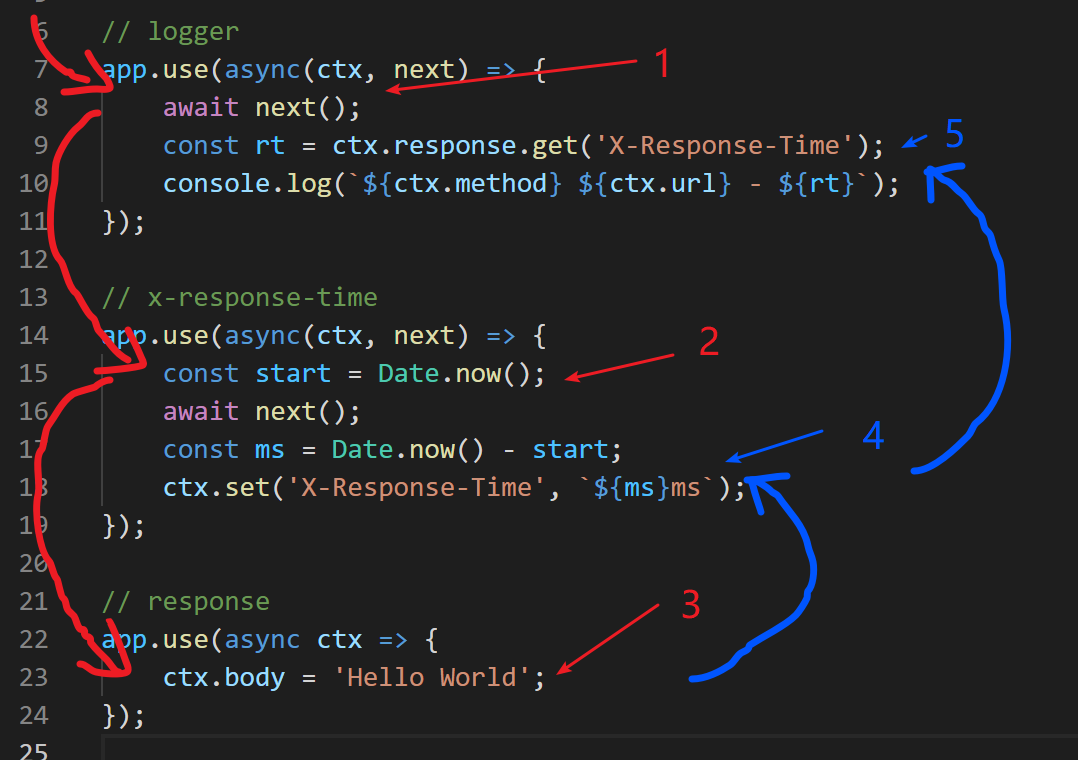 6 // logger
7 app.use(async(ctx, next) => { 1
8     await next();
9     const rt = ctx.response.get('X-Response-Time'); 5
10     console.log(`${ctx.method} ${ctx.url} - ${rt}`);
11 });
12
13 // x-response-time
14 app.use(async(ctx, next) => { 2
15     const start = Date.now();
16     await next();
17     const ms = Date.now() - start; 4
18     ctx.set('X-Response-Time', `${ms}ms`);
19 });
20
21 // response 3
22 app.use(async ctx => {
23     ctx.body = 'Hello World';
24 });
25